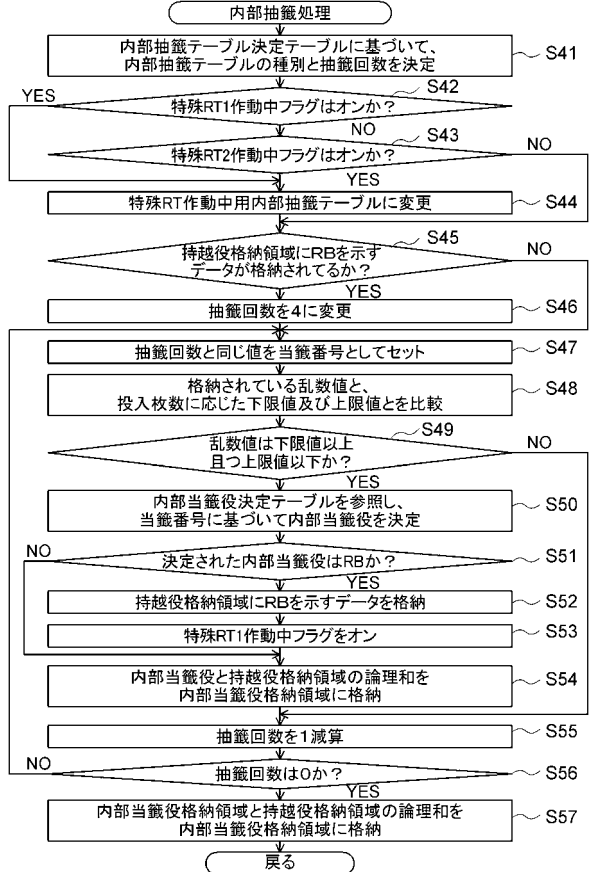 内部抽籤処理
内部抽籤テーブル決定テーブルに基づいて、
内部抽籤テーブルの種別と抽籤回数を決定
S41
S42
YES
特殊RT1作動中フラグはオンか?
NO
S43
特殊RT2作動中フラグはオンか?
NO
YES
特殊RT作動中用内部抽籤テーブルに変更
S44
S45
持越役格納領域にRBを示す
データが格納されてるか?
NO
YES
抽籤回数を4に変更
S46
抽籤回数と同じ値を当籤番号としてセット
S47
格納されている乱数値と、
投入枚数に応じた下限値及び上限値とを比較
S48
S49
乱数値は下限値以上
且つ上限値以下か?
NO
YES
内部当籤役決定テーブルを参照し、
当籤番号に基づいて内部当籤役を決定
S50
NO
決定された内部当籤役はRBか?
S51
YES
持越役格納領域にRBを示すデータを格納
S52
特殊RT1作動中フラグをオン
S53
内部当籤役と持越役格納領域の論理和を
内部当籤役格納領域に格納
S54
抽籤回数を1減算
S55
NO
抽籤回数は0か?
S56
YES
内部当籤役格納領域と持越役格納領域の論理和を
内部当籤役格納領域に格納
S57
戻る